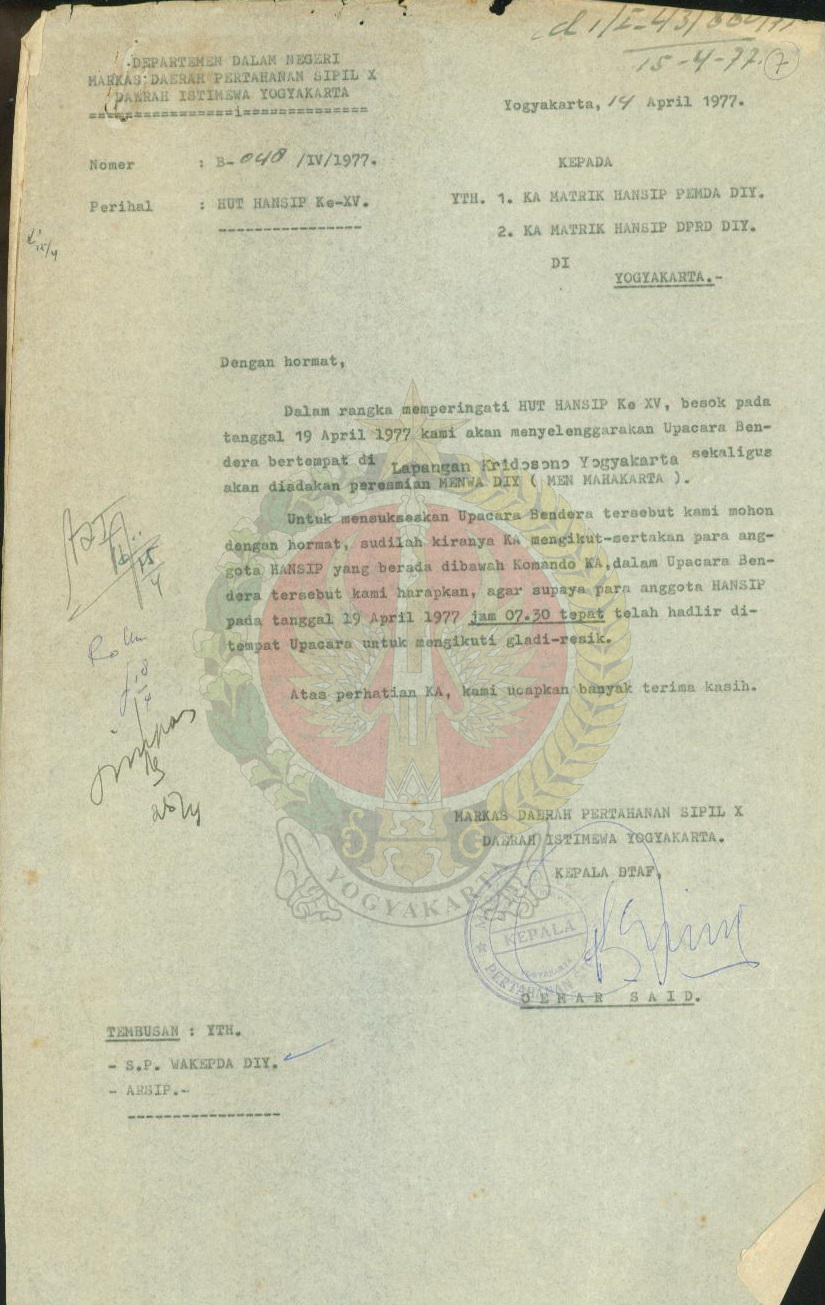 15-4-77. 7
DEPARTEMEN DALAM NEGERI
MARKAS DAERAH PERTAHANAN SIPIL X
DAERAH ISTIMEWA YOGYAKARTA
Yogyakarta, 14 April 1977.
Nomer : B-048/IV/1977.
Perihal : HUT HANSIP Ke-XV.
KEPADA
YTH. 1. KA MATRIK HANSIP PEMDA DIY.
2. KA MATRIK HANSIP DPRD DIY.
DI
YOGYAKARTA.-
Dengan hormat,
Dalam rangka memperingati HUT HANSIP Ke XV, besok pada
tanggal 19 April 1977 kami akan menyelenggarakan Upacara Ben-
dera bertempat di Lapangan Kridosono Yogyakarta sekaligus
akan diadakan peresmian MENWA DIY ( MEN MAHAKARTA ).
Untuk mensukseskan Upacara Bendera tersebut kami mohon
dengan hormat, sudilah kiranya KA mengikut-sertakan para ang-
gota HANSIP yang berada dibawah Komando KA,dalam Upacara Ben-
dera tersebut kami harapkan, agar supaya para anggota HANSIP
pada tanggal 19 April 1977 jam 07.30 tepat telah hadlir di-
tempat Upacara untuk mengikuti gladi-resik.
Atas perhatian KA, kami ucapkan banyak terima kasih.
MARKAS DAERAH PERTAHANAN SIPIL X
DAERAH ISTIMEWA YOGYAKARTA.
KEPALA STAF,
KEPALA
YOGYAKARTA
PERTAHANAN
OEMAR SAID.
YOGYAKARTA
TEMBUSAN : YTH.
- S.P. WAKEPDA DIY.
- ARSIP.-